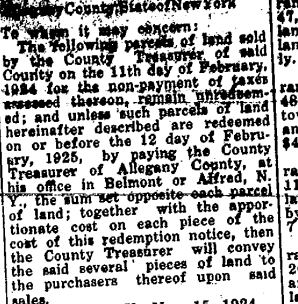 County State of New York
To whom it may concern:
The following parcels of land sold
by the County Treasurer of said
County on the 11th day of February,
1924 for the non-payment of taxes
assessed thereon, remain unredeem-
ed; and unless such parcels of land
hereinafter described are redeemed
on or before the 12 day of Febru-
ary, 1925, by paying the County
Treasurer of Allegany County, at
his office in Belmont or Alfred, N.
Y., the sum set opposite each parcel
of land; together with the appor-
tionate cost on each piece of the
cost of this redemption notice, then
the County Treasurer will convey
the said several pieces of land to
the purchasers thereof upon said
sales.
15, 1924